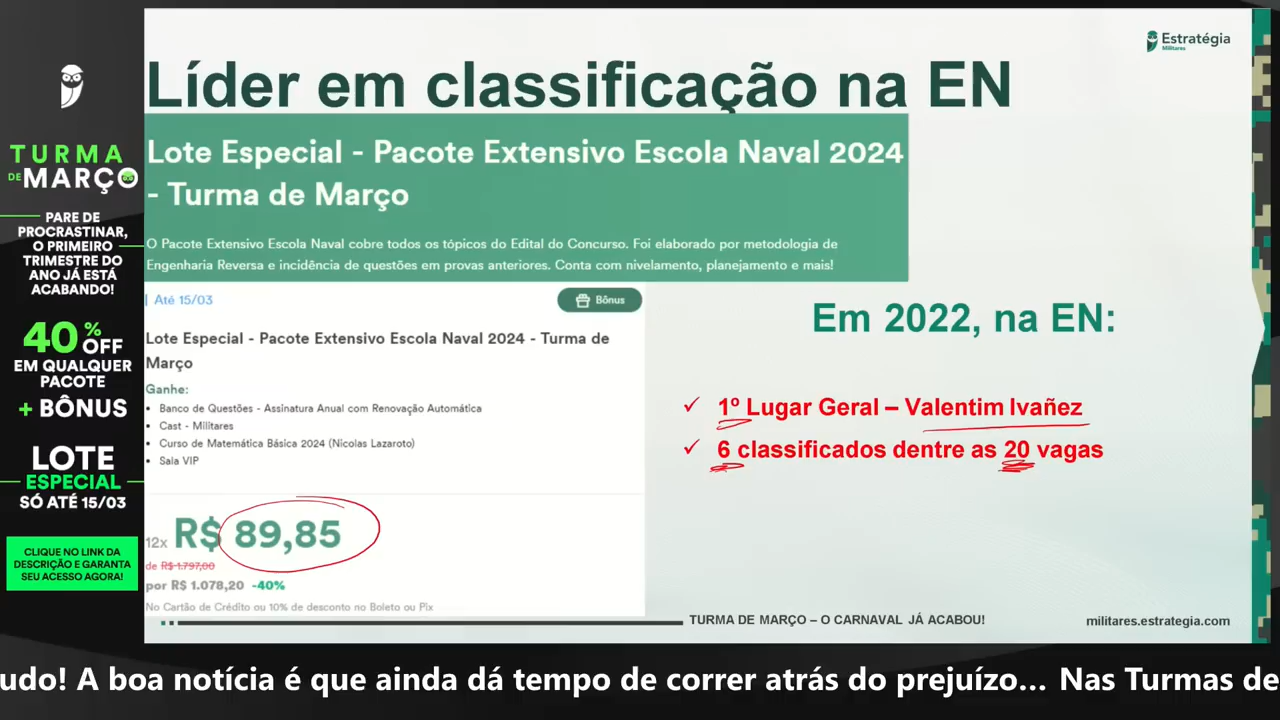 TURMA
DE MARÇO
PARE DE
PROCRASTINAR,
O PRIMEIRO
TRIMESTRE DO
ANO JÁ ESTÁ
ACABANDO!
40% OFF
EM QUALQUER
PACOTE
+ BÔNUS
LOTE
ESPECIAL
SÓ ATÉ 15/03
CLIQUE NO LINK DA
DESCRIÇÃO E GARANTA
SEU ACESSO AGORA!
Estratégia
Militares
Líder em classificação na EN
Lote Especial - Pacote Extensivo Escola Naval 2024
- Turma de Março
O Pacote Extensivo Escola Naval cobre todos os tópicos do Edital do Concurso. Foi elaborado por metodologia de
Engenharia Reversa e incidência de questões em provas anteriores. Conta com nivelamento, planejamento e mais!
Até 15/03
Bônus
Lote Especial - Pacote Extensivo Escola Naval 2024 - Turma de
Março
Ganhe:
• Banco de Questões - Assinatura Anual com Renovação Automática
• Cast - Militares
• Curso de Matemática Básica 2024 (Nicolas Lazaroto)
• Sala VIP
12x R$ 89,85
de R$ 1.797,00
por R$ 1.078,20 -40%
No Cartão de Crédito ou 10% de desconto no Boleto ou Pix
Em 2022, na EN:
✓ 1º Lugar Geral – Valentim Ivañez
✓ 6 classificados dentre as 20 vagas
TURMA DE MARÇO – O CARNAVAL JÁ ACABOU!
militares.estrategia.com
udo! A boa notícia é que ainda dá tempo de correr atrás do prejuízo... Nas Turmas de